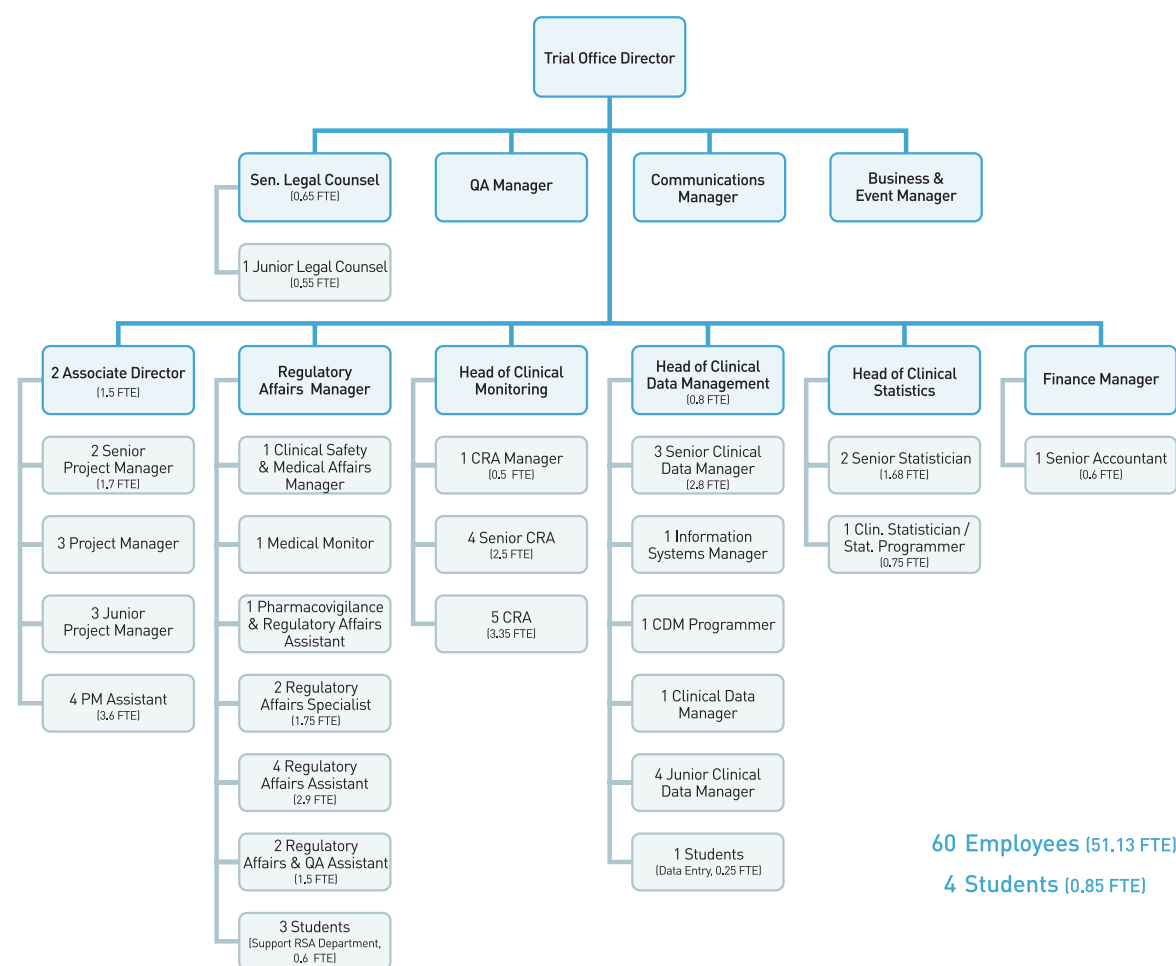 Trial Office Director
Sen. Legal Counsel
(0.65 FTE)
QA Manager
Communications
Manager
Business &
Event Manager
1 Junior Legal Counsel
(0.55 FTE)
2 Associate Director
(1.5 FTE)
2 Senior
Project Manager
(1.7 FTE)
3 Project Manager
3 Junior
Project Manager
4 PM Assistant
(3.6 FTE)
Regulatory
Affairs Manager
1 Clinical Safety
& Medical Affairs
Manager
1 Medical Monitor
1 Pharmacovigilance
& Regulatory Affairs
Assistant
2 Regulatory
Affairs Specialist
(1.75 FTE)
4 Regulatory
Affairs Assistant
(2.9 FTE)
2 Regulatory
Affairs & QA Assistant
(1.5 FTE)
3 Students
(Support RSA Department,
0.6 FTE)
Head of Clinical
Monitoring
1 CRA Manager
(0.5 FTE)
4 Senior CRA
(2.5 FTE)
5 CRA
(3.35 FTE)
Head of Clinical
Data Management
(0.8 FTE)
3 Senior Clinical
Data Manager
(2.8 FTE)
1 Information
Systems Manager
1 CDM Programmer
1 Clinical Data
Manager
4 Junior Clinical
Data Manager
1 Students
(Data Entry, 0.25 FTE)
Head of Clinical
Statistics
2 Senior Statistician
(1.68 FTE)
1 Clin. Statistician /
Stat. Programmer
(0.75 FTE)
Finance Manager
1 Senior Accountant
(0.6 FTE)
60 Employees (51.13 FTE)
4 Students (0.85 FTE)